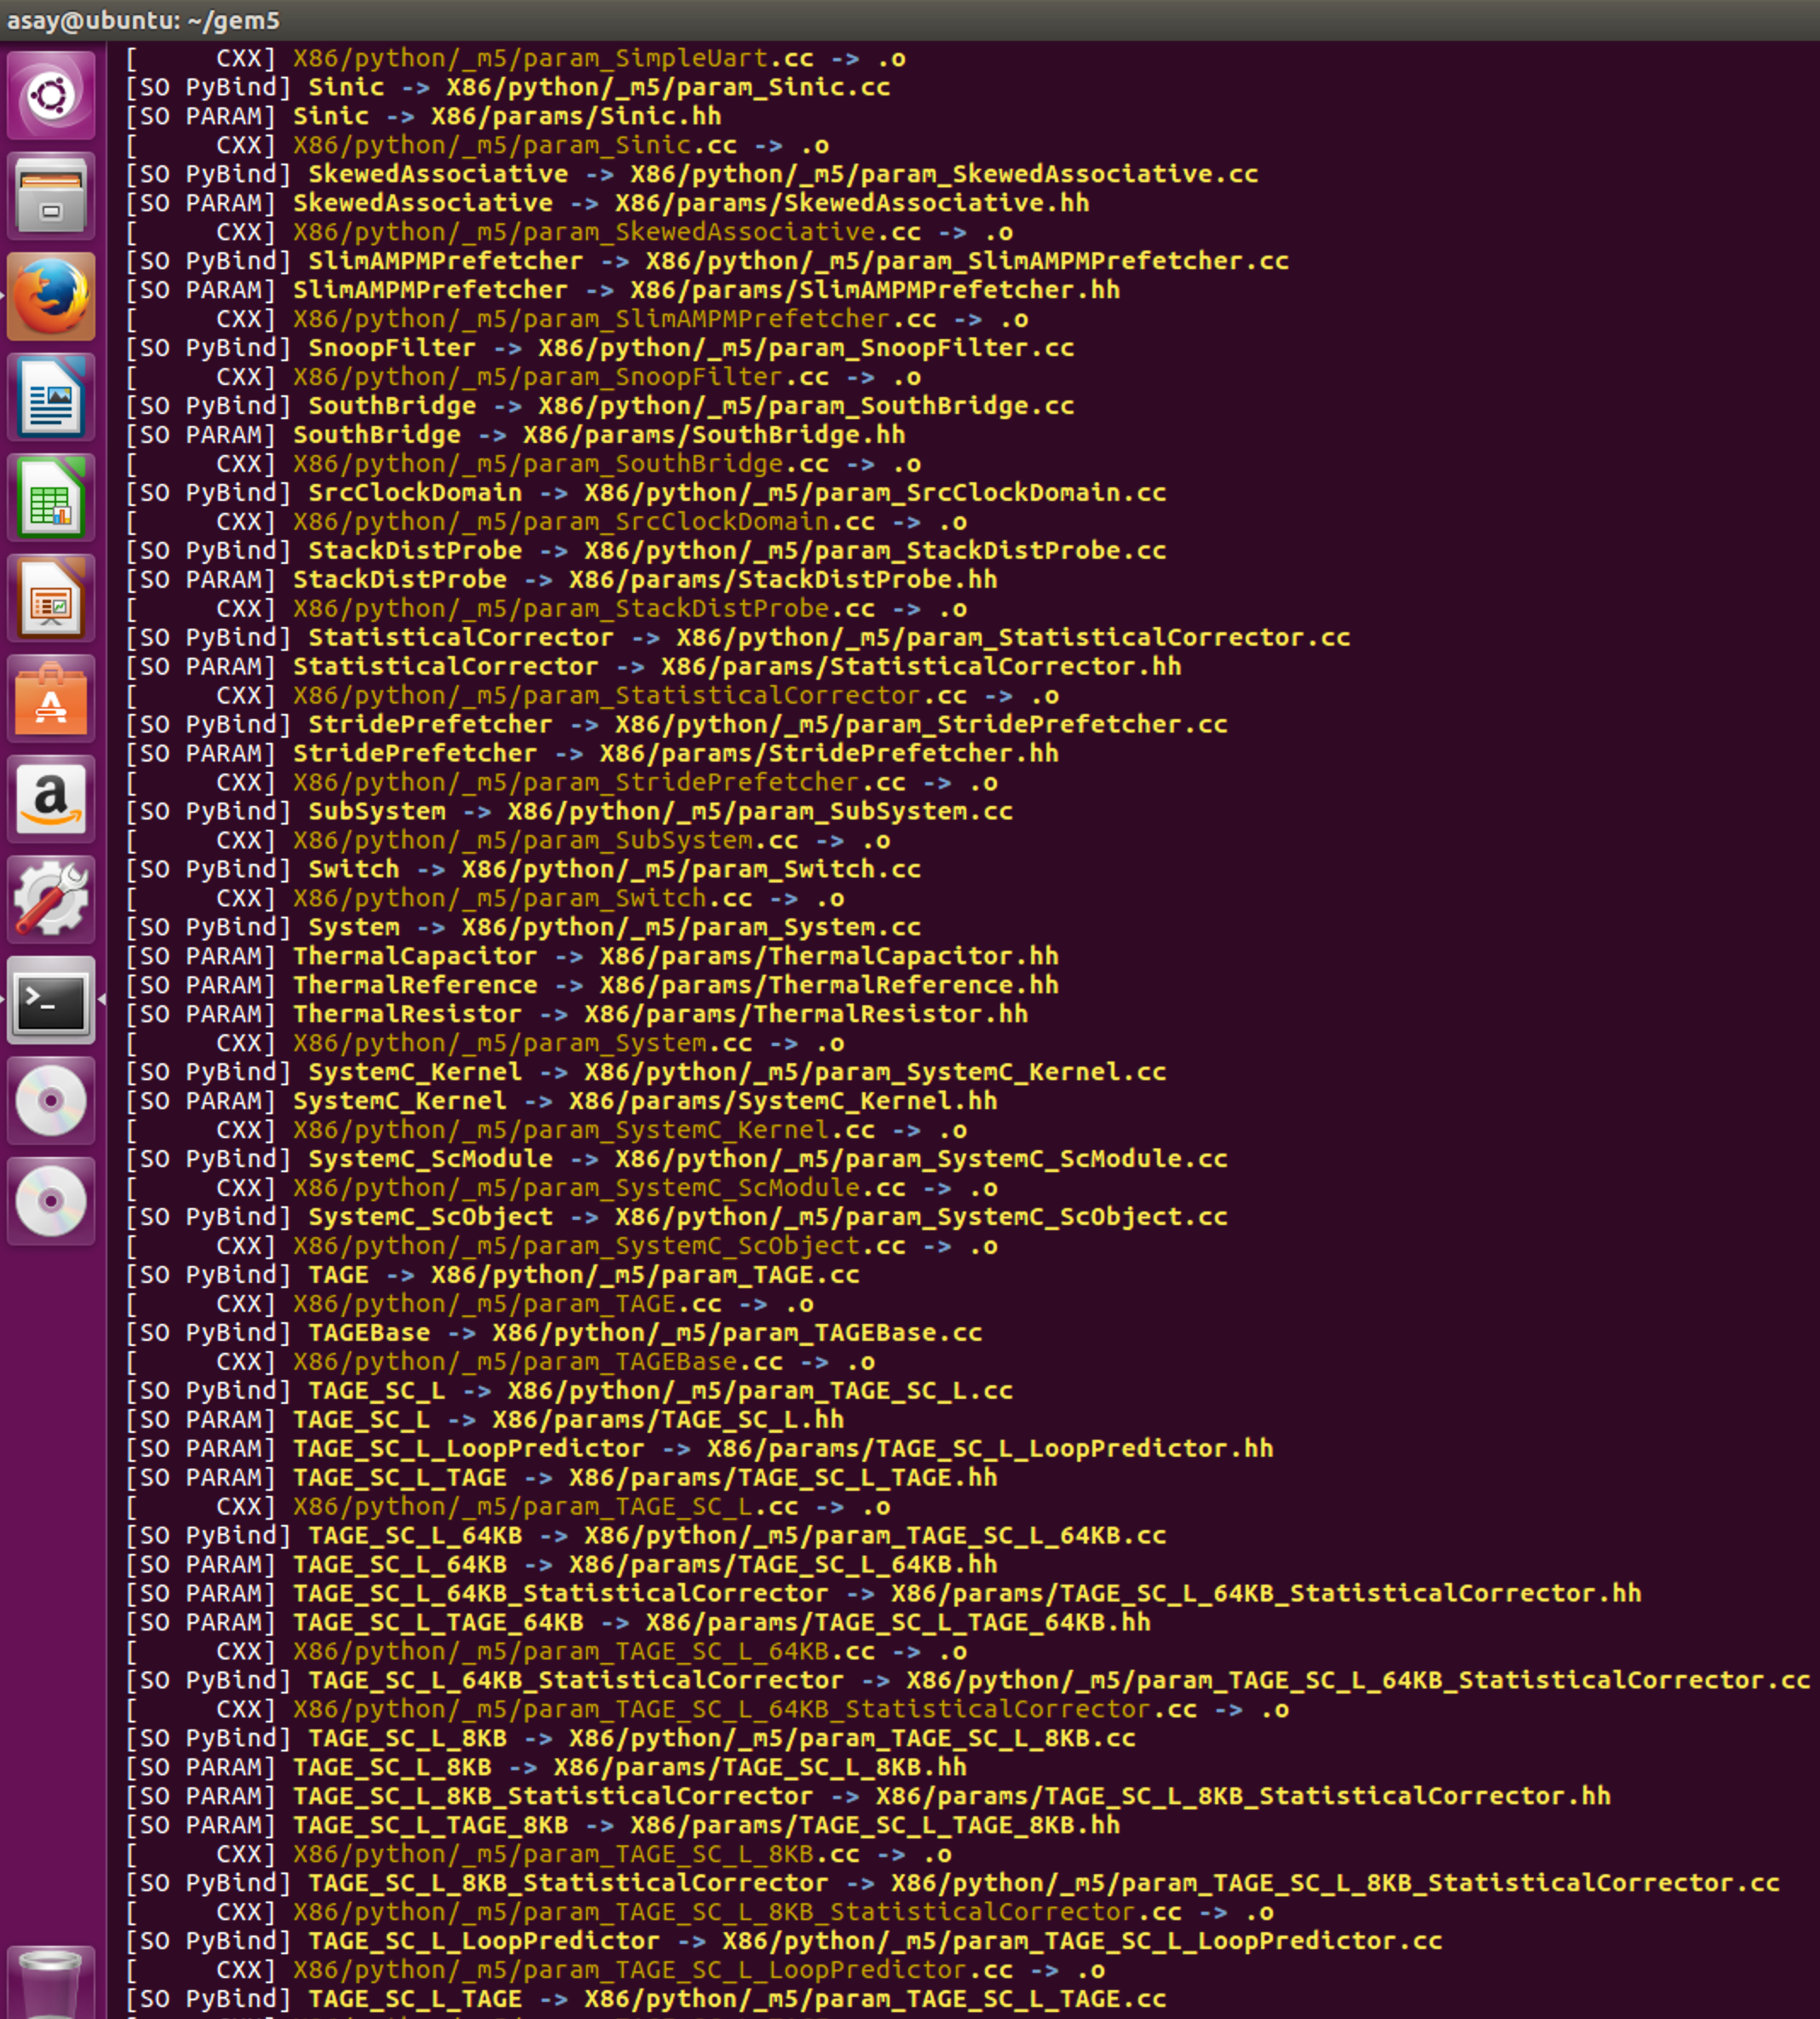 asay@ubuntu: ~/gem5
[     CXX] X86/python/_m5/param_SimpleUart.cc -> .o
[SO PyBind] Sinic -> X86/python/_m5/param_Sinic.cc
[SO PARAM] Sinic -> X86/params/Sinic.hh
[     CXX] X86/python/_m5/param_Sinic.cc -> .o
[SO PyBind] SkewedAssociative -> X86/python/_m5/param_SkewedAssociative.cc
[SO PARAM] SkewedAssociative -> X86/params/SkewedAssociative.hh
[     CXX] X86/python/_m5/param_SkewedAssociative.cc -> .o
[SO PyBind] SlimAMPMPrefetcher -> X86/python/_m5/param_SlimAMPMPrefetcher.cc
[SO PARAM] SlimAMPMPrefetcher -> X86/params/SlimAMPMPrefetcher.hh
[     CXX] X86/python/_m5/param_SlimAMPMPrefetcher.cc -> .o
[SO PyBind] SnoopFilter -> X86/python/_m5/param_SnoopFilter.cc
[     CXX] X86/python/_m5/param_SnoopFilter.cc -> .o
[SO PyBind] SouthBridge -> X86/python/_m5/param_SouthBridge.cc
[SO PARAM] SouthBridge -> X86/params/SouthBridge.hh
[     CXX] X86/python/_m5/param_SouthBridge.cc -> .o
[SO PyBind] SrcClockDomain -> X86/python/_m5/param_SrcClockDomain.cc
[     CXX] X86/python/_m5/param_SrcClockDomain.cc -> .o
[SO PyBind] StackDistProbe -> X86/python/_m5/param_StackDistProbe.cc
[SO PARAM] StackDistProbe -> X86/params/StackDistProbe.hh
[     CXX] X86/python/_m5/param_StackDistProbe.cc -> .o
[SO PyBind] StatisticalCorrector -> X86/python/_m5/param_StatisticalCorrector.cc
[SO PARAM] StatisticalCorrector -> X86/params/StatisticalCorrector.hh
[     CXX] X86/python/_m5/param_StatisticalCorrector.cc -> .o
[SO PyBind] StridePrefetcher -> X86/python/_m5/param_StridePrefetcher.cc
[SO PARAM] StridePrefetcher -> X86/params/StridePrefetcher.hh
[     CXX] X86/python/_m5/param_StridePrefetcher.cc -> .o
[SO PyBind] SubSystem -> X86/python/_m5/param_SubSystem.cc
[     CXX] X86/python/_m5/param_SubSystem.cc -> .o
[SO PyBind] Switch -> X86/python/_m5/param_Switch.cc
[     CXX] X86/python/_m5/param_Switch.cc -> .o
[SO PyBind] System -> X86/python/_m5/param_System.cc
[SO PARAM] ThermalCapacitor -> X86/params/ThermalCapacitor.hh
[SO PARAM] ThermalReference -> X86/params/ThermalReference.hh
[SO PARAM] ThermalResistor -> X86/params/ThermalResistor.hh
[     CXX] X86/python/_m5/param_System.cc -> .o
[SO PyBind] SystemC_Kernel -> X86/python/_m5/param_SystemC_Kernel.cc
[SO PARAM] SystemC_Kernel -> X86/params/SystemC_Kernel.hh
[     CXX] X86/python/_m5/param_SystemC_Kernel.cc -> .o
[SO PyBind] SystemC_ScModule -> X86/python/_m5/param_SystemC_ScModule.cc
[     CXX] X86/python/_m5/param_SystemC_ScModule.cc -> .o
[SO PyBind] SystemC_ScObject -> X86/python/_m5/param_SystemC_ScObject.cc
[     CXX] X86/python/_m5/param_SystemC_ScObject.cc -> .o
[SO PyBind] TAGE -> X86/python/_m5/param_TAGE.cc
[     CXX] X86/python/_m5/param_TAGE.cc -> .o
[SO PyBind] TAGEBase -> X86/python/_m5/param_TAGEBase.cc
[     CXX] X86/python/_m5/param_TAGEBase.cc -> .o
[SO PyBind] TAGE_SC_L -> X86/python/_m5/param_TAGE_SC_L.cc
[SO PARAM] TAGE_SC_L -> X86/params/TAGE_SC_L.hh
[SO PARAM] TAGE_SC_L_LoopPredictor -> X86/params/TAGE_SC_L_LoopPredictor.hh
[SO PARAM] TAGE_SC_L_TAGE -> X86/params/TAGE_SC_L_TAGE.hh
[     CXX] X86/python/_m5/param_TAGE_SC_L.cc -> .o
[SO PyBind] TAGE_SC_L_64KB -> X86/python/_m5/param_TAGE_SC_L_64KB.cc
[SO PARAM] TAGE_SC_L_64KB -> X86/params/TAGE_SC_L_64KB.hh
[SO PARAM] TAGE_SC_L_64KB_StatisticalCorrector -> X86/params/TAGE_SC_L_64KB_StatisticalCorrector.hh
[SO PARAM] TAGE_SC_L_TAGE_64KB -> X86/params/TAGE_SC_L_TAGE_64KB.hh
[     CXX] X86/python/_m5/param_TAGE_SC_L_64KB.cc -> .o
[SO PyBind] TAGE_SC_L_64KB_StatisticalCorrector -> X86/python/_m5/param_TAGE_SC_L_64KB_StatisticalCorrector.cc
[     CXX] X86/python/_m5/param_TAGE_SC_L_64KB_StatisticalCorrector.cc -> .o
[SO PyBind] TAGE_SC_L_8KB -> X86/python/_m5/param_TAGE_SC_L_8KB.cc
[SO PARAM] TAGE_SC_L_8KB -> X86/params/TAGE_SC_L_8KB.hh
[SO PARAM] TAGE_SC_L_8KB_StatisticalCorrector -> X86/params/TAGE_SC_L_8KB_StatisticalCorrector.hh
[SO PARAM] TAGE_SC_L_TAGE_8KB -> X86/params/TAGE_SC_L_TAGE_8KB.hh
[     CXX] X86/python/_m5/param_TAGE_SC_L_8KB.cc -> .o
[SO PyBind] TAGE_SC_L_8KB_StatisticalCorrector -> X86/python/_m5/param_TAGE_SC_L_8KB_StatisticalCorrector.cc
[     CXX] X86/python/_m5/param_TAGE_SC_L_8KB_StatisticalCorrector.cc -> .o
[SO PyBind] TAGE_SC_L_LoopPredictor -> X86/python/_m5/param_TAGE_SC_L_LoopPredictor.cc
[     CXX] X86/python/_m5/param_TAGE_SC_L_LoopPredictor.cc -> .o
[SO PyBind] TAGE_SC_L_TAGE -> X86/python/_m5/param_TAGE_SC_L_TAGE.cc